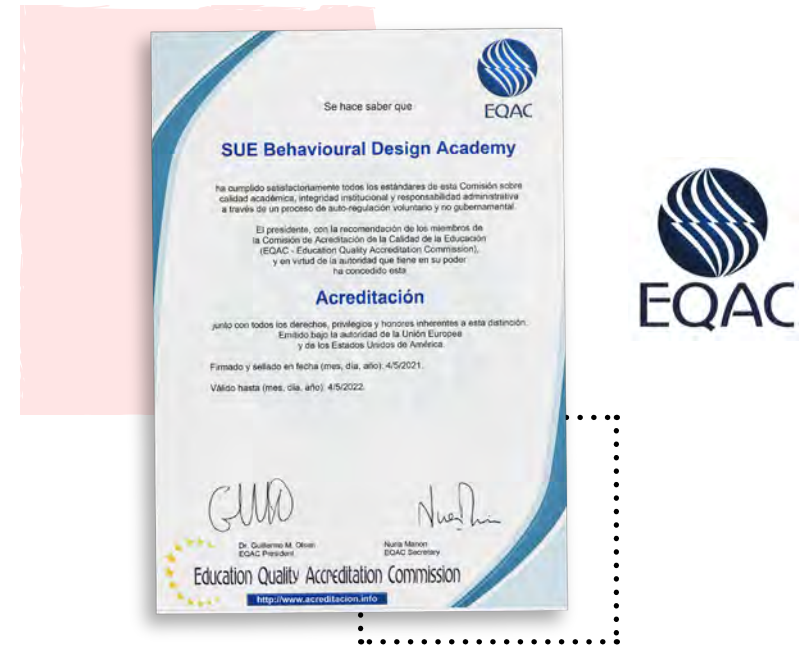 Se hace saber que
EQAC
SUE Behavioural Design Academy
ha cumplido satisfactoriamente todos los estándares de esta Comisión sobre
calidad académica, integridad institucional y responsabilidad administrativa
a través de un proceso de auto-regulación voluntario y no gubernamental.
El presidente, con la recomendación de los miembros de
la Comisión de Acreditación de la Calidad de la Educación
(EQAC - Education Quality Accreditation Commission),
y en virtud de la autoridad que tiene en su poder
ha concedido esta
Acreditación
junto con todos los derechos, privilegios y honores inherentes a esta distinción.
Emitido bajo la autoridad de la Unión Europea
y de los Estados Unidos de América.
Firmado y sellado en fecha (mes, día, año): 4/5/2021.
Válido hasta (mes, día, año): 4/5/2022.
Dr. Guillermo M.
EQAC President
Nuria Manon
EQAC Secretary
Education Quality Accreditation Commission
http://www.acreditacion.info
EQAC